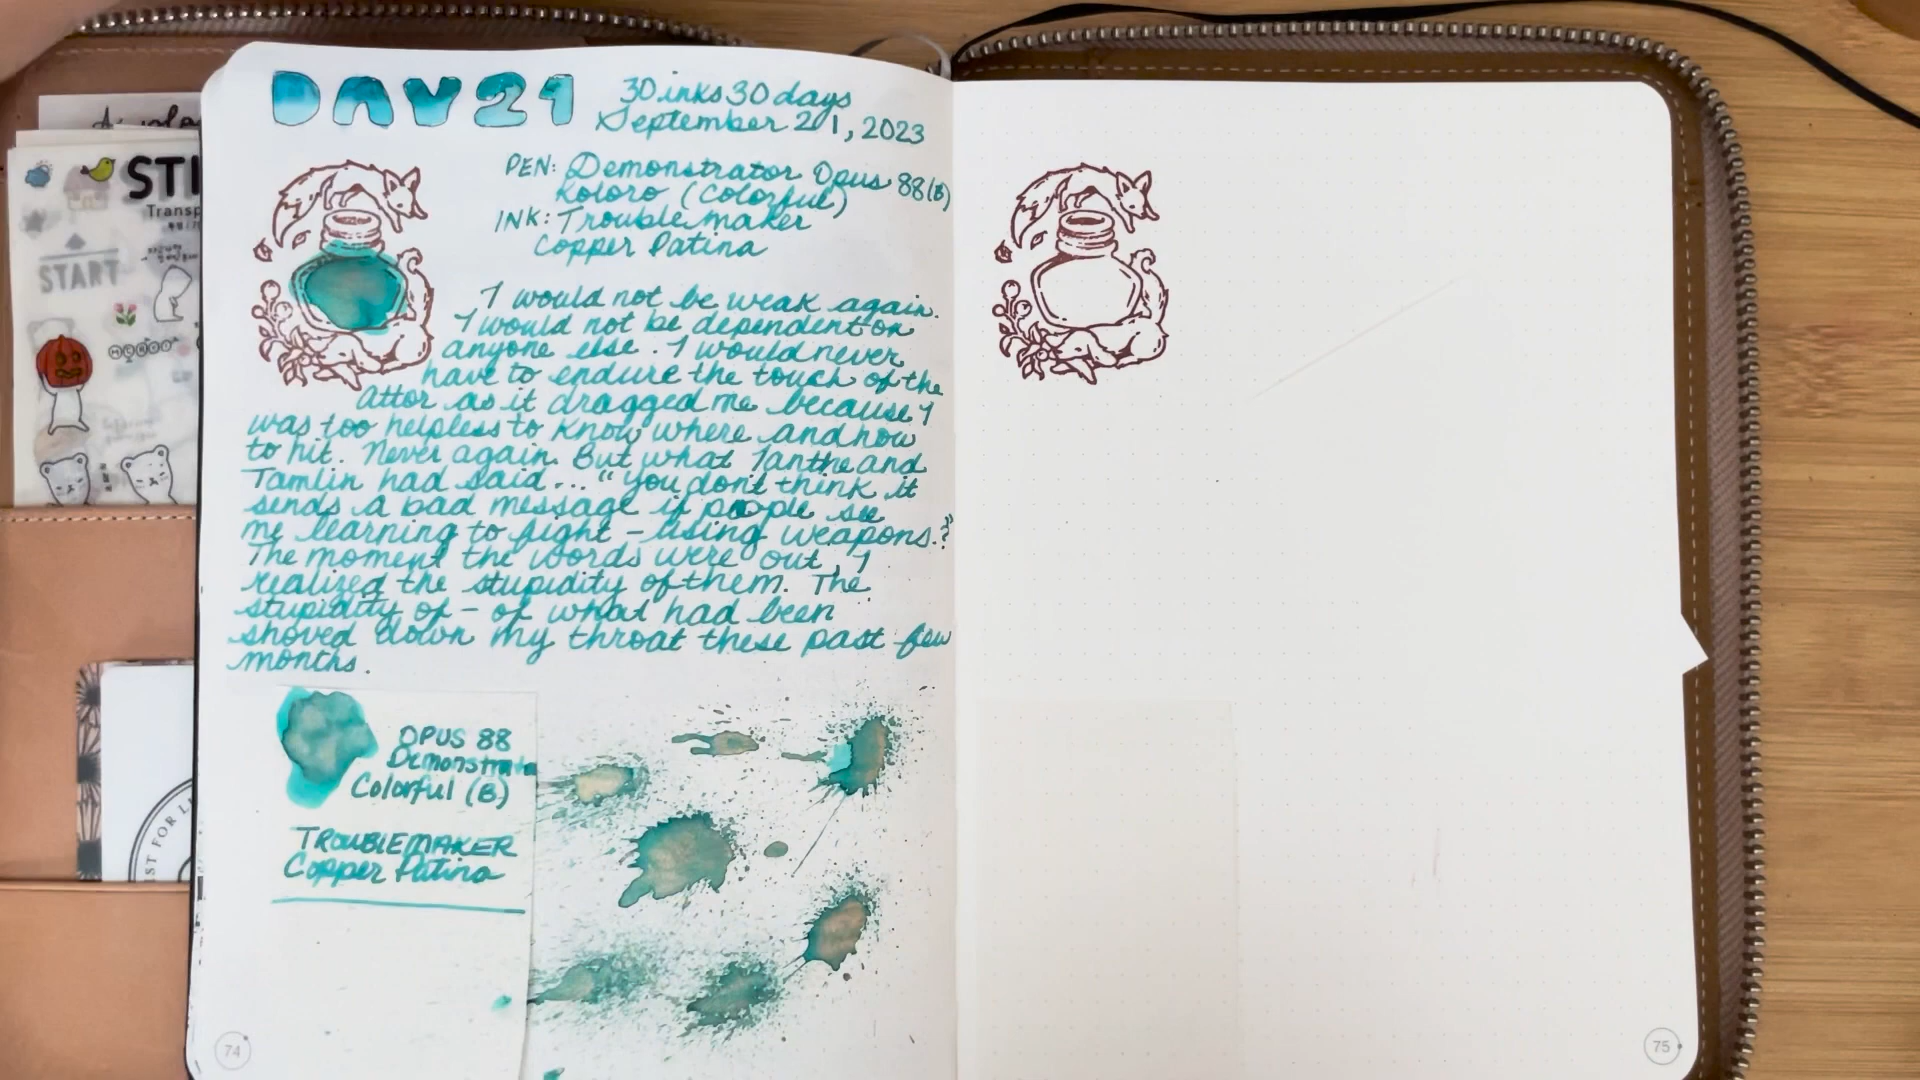 DAY 21
30 inks 30 days
September 21, 2023
PEN: Demonstrator Opus 88 (B)
Koloro (Colorful)
INK: Troublemaker
Copper Patina
I would not be weak again.
I would not be dependent on
anyone else. I would never
have to endure the touch of the
Attor as it dragged me because I
was too helpless to know where and how
to hit. Never again. But what Ianthe and
Tamlin had said... "You don't think it
sends a bad message if people see
me learning to fight - using weapons?"
The moment the words were out, I
realized the stupidity of them. The
stupidity of - of what had been
shoved down my throat these past few
months.
OPUS 88
Demonstrato
Colorful (B)
TROUBLEMAKER
Copper Patina
74
75
STI
Transp
START
ST FOR LI